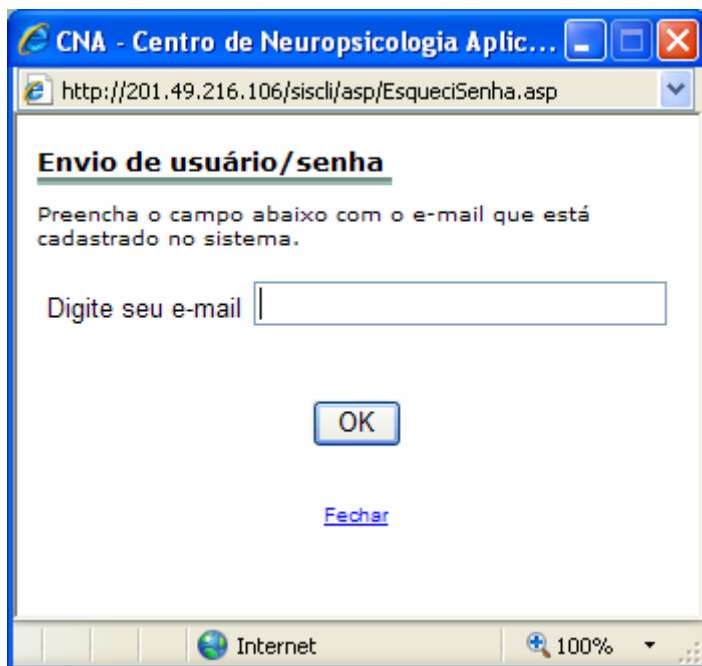 CNA - Centro de Neuropsicologia Aplic...
http://201.49.216.106/siscli/asp/EsqueciSenha.asp
Envio de usuário/senha
Preencha o campo abaixo com o e-mail que está
cadastrado no sistema.
Digite seu e-mail
OK
Fechar
Internet 100%